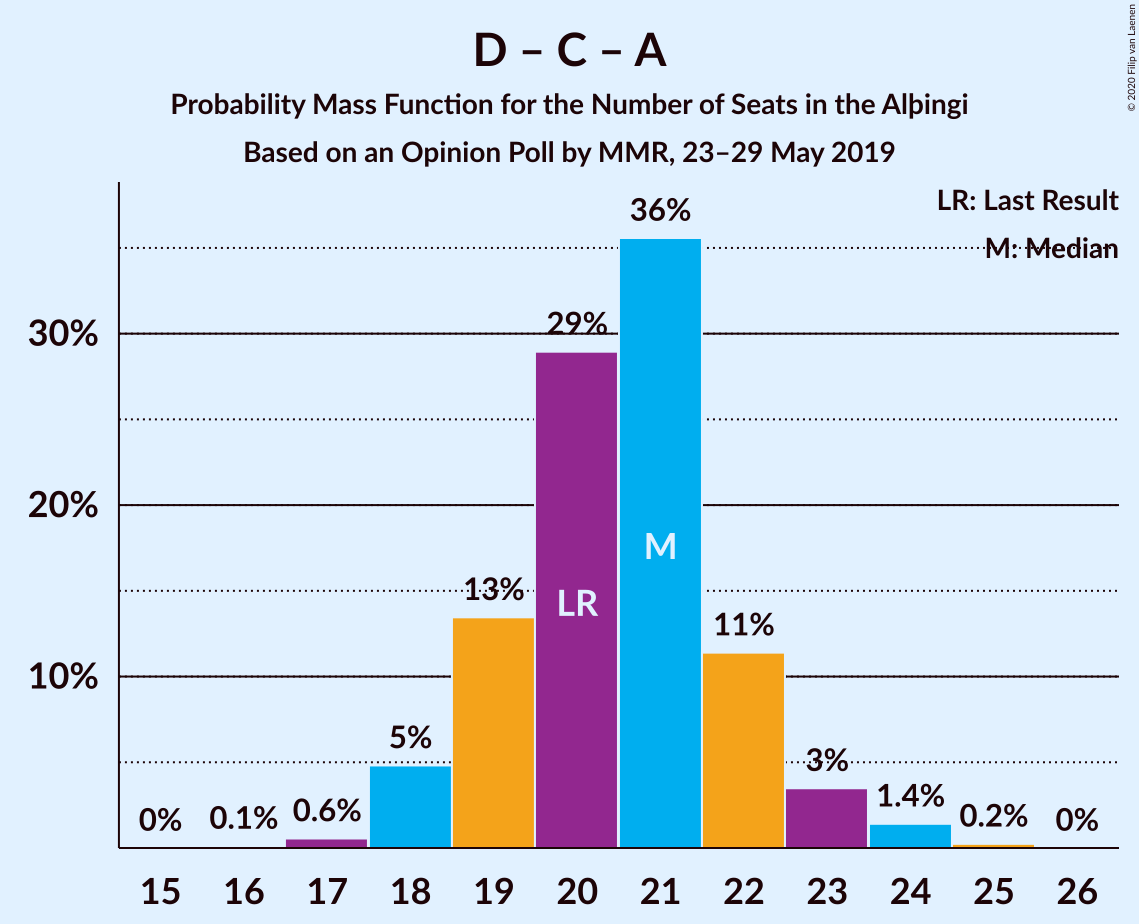 D – C – A
Probability Mass Function for the Number of Seats in the Alþingi
Based on an Opinion Poll by MMR, 23–29 May 2019
© 2020 Filip van Laenen
LR: Last Result
M: Median
30%
20%
10%
0%
0.1%
0.6%
5%
13%
29%
36%
11%
3%
1.4%
0.2%
0%
LR
M
15 16 17 18 19 20 21 22 23 24 25 26